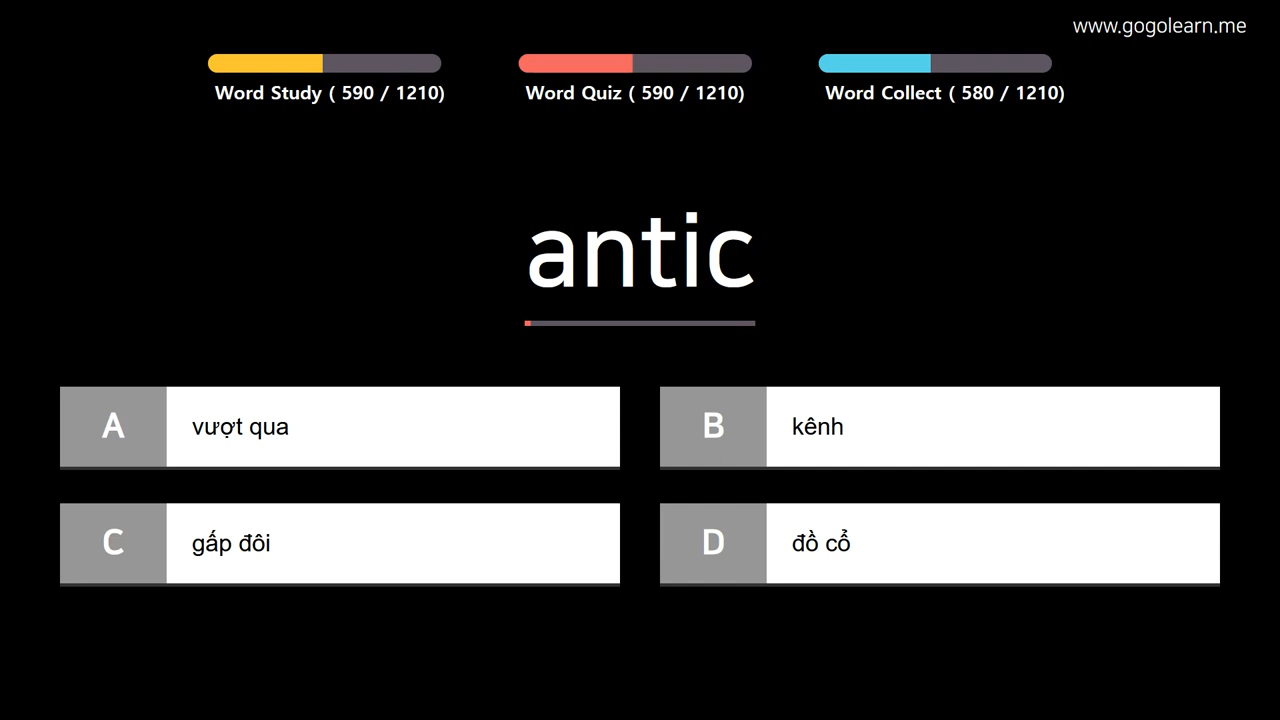 www.gogolearn.me
Word Study ( 590 / 1210)
Word Quiz ( 590 / 1210)
Word Collect ( 580 / 1210)
antic
A
vượt qua
B
kênh
C
gấp đôi
D
đồ cổ